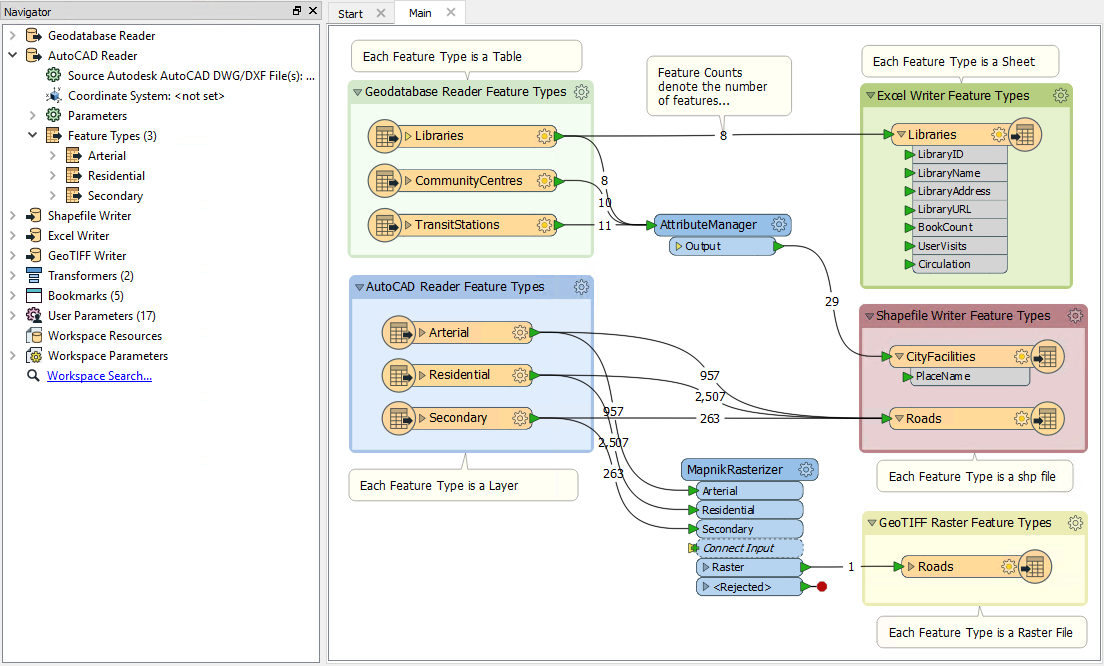 Navigator
Geodatabase Reader
AutoCAD Reader
Source Autodesk AutoCAD DWG/DXF File(s): ...
Coordinate System: <not set>
Parameters
Feature Types (3)
Arterial
Residential
Secondary
Shapefile Writer
Excel Writer
GeoTIFF Writer
Transformers (2)
Bookmarks (5)
User Parameters (17)
Workspace Resources
Workspace Parameters
Workspace Search...
Start
Main
Each Feature Type is a Table
Geodatabase Reader Feature Types
Libraries
CommunityCentres
TransitStations
Feature Counts
denote the number
of features...
8
8
10
11
AttributeManager
Output
29
Each Feature Type is a Sheet
Excel Writer Feature Types
Libraries
LibraryID
LibraryName
LibraryAddress
LibraryURL
BookCount
UserVisits
Circulation
AutoCAD Reader Feature Types
Arterial
Residential
Secondary
Each Feature Type is a Layer
957
2,507
263
957
2,507
263
Shapefile Writer Feature Types
CityFacilities
PlaceName
Roads
Each Feature Type is a shp file
MapnikRasterizer
Arterial
Residential
Secondary
Connect Input
Raster
<Rejected>
1
GeoTIFF Raster Feature Types
Roads
Each Feature Type is a Raster File